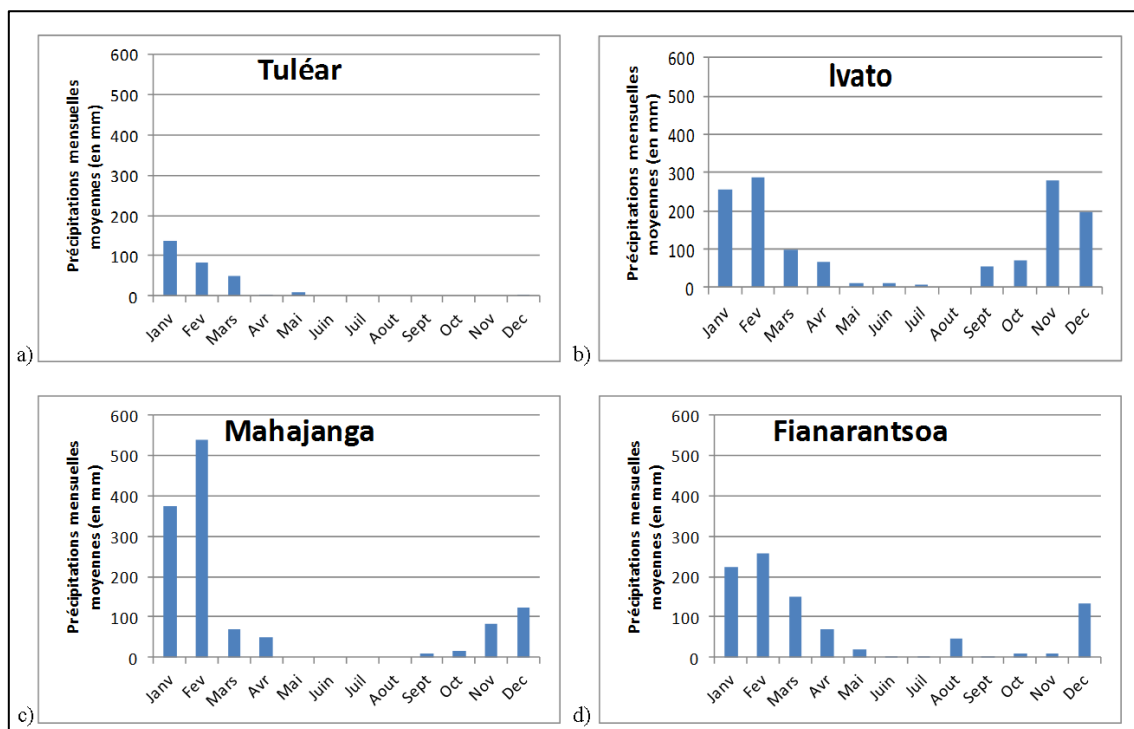 Tuléar
Précipitations mensuelles
moyennes (en mm)
600
500
400
300
200
100
0
Janv Fev Mars Avr Mai Juin Juil Aout Sept Oct Nov Dec
a)
Ivato
Précipitations mensuelles
moyennes (en mm)
600
500
400
300
200
100
0
Janv Fev Mars Avr Mai Juin Juil Aout Sept Oct Nov Dec
b)
Mahajanga
Précipitations mensuelles
moyennes (en mm)
600
500
400
300
200
100
0
Janv Fev Mars Avr Mai Juin Juil Aout Sept Oct Nov Dec
c)
Fianarantsoa
Précipitations mensuelles
moyennes (en mm)
600
500
400
300
200
100
0
Janv Fev Mars Avr Mai Juin Juil Aout Sept Oct Nov Dec
d)